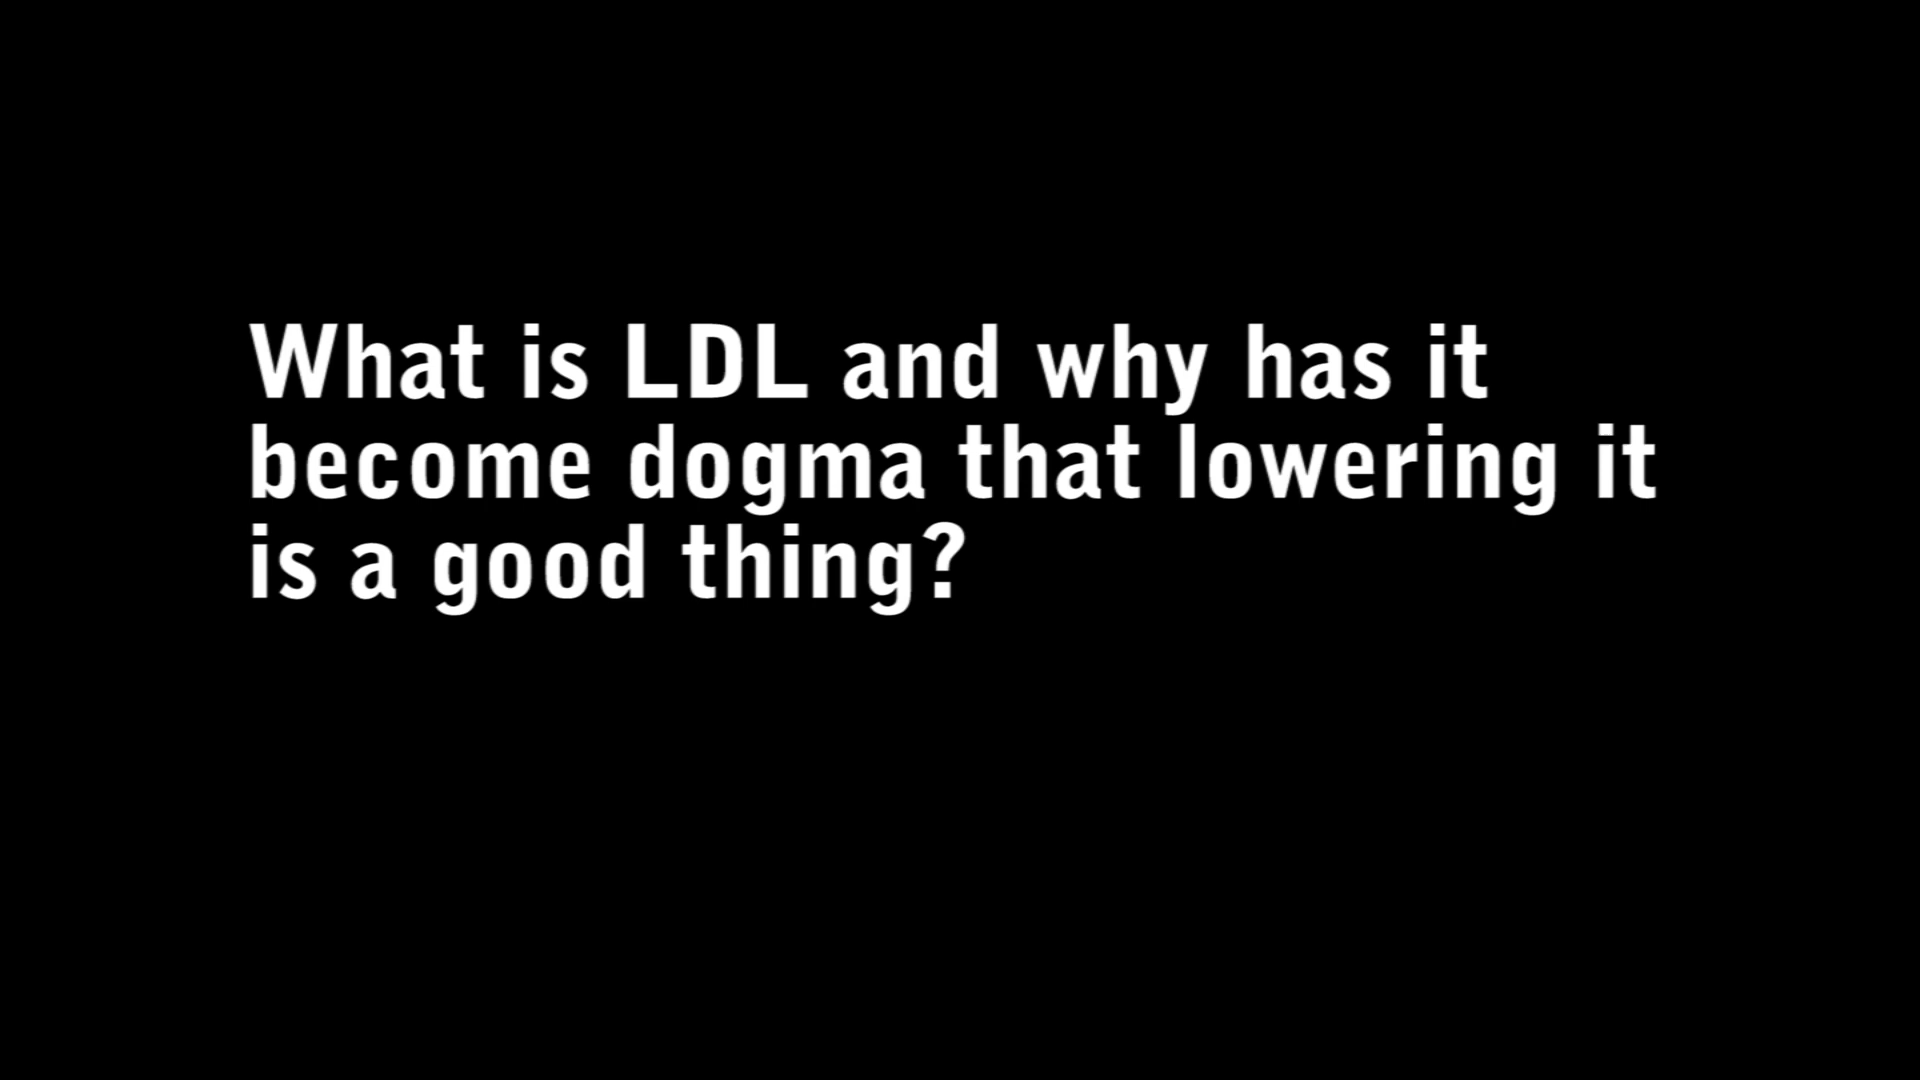 What is LDL and why has it
become dogma that lowering it
is a good thing?